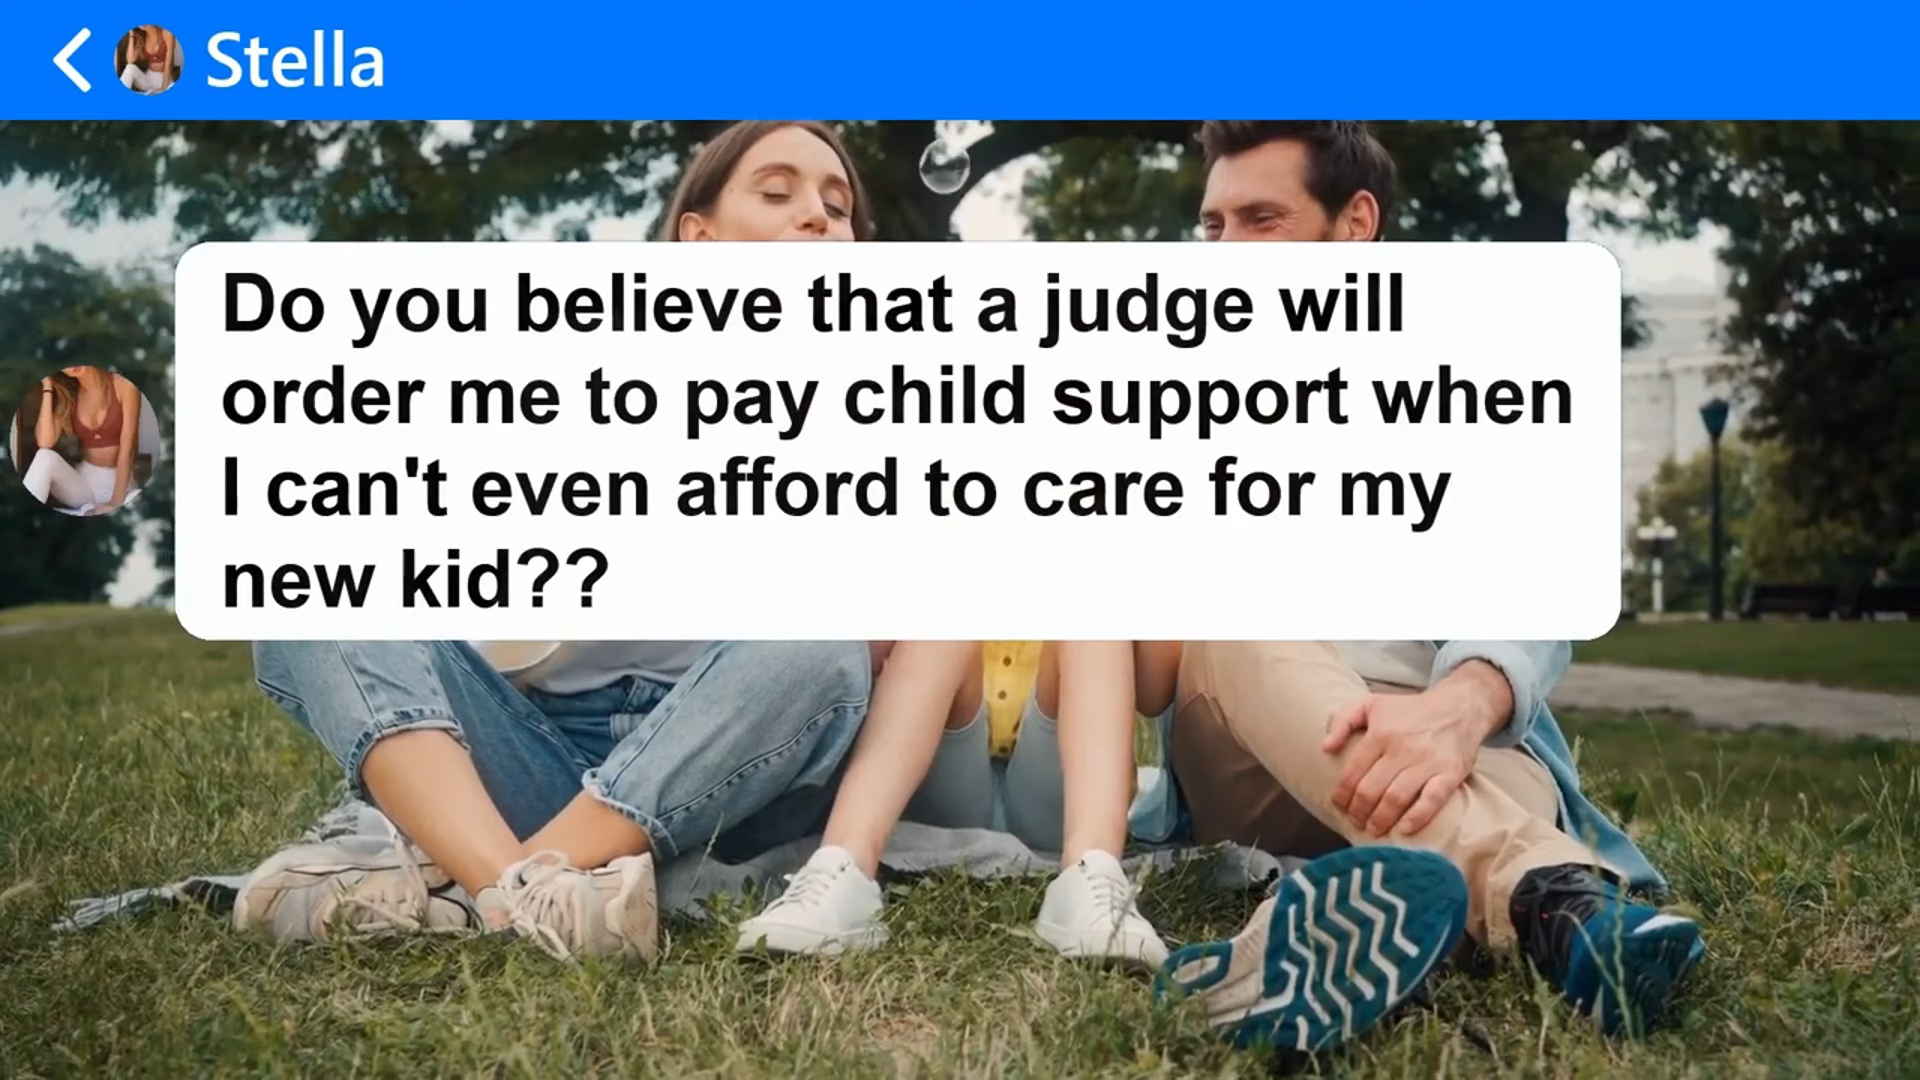 Stella
Do you believe that a judge will
order me to pay child support when
I can't even afford to care for my
new kid??